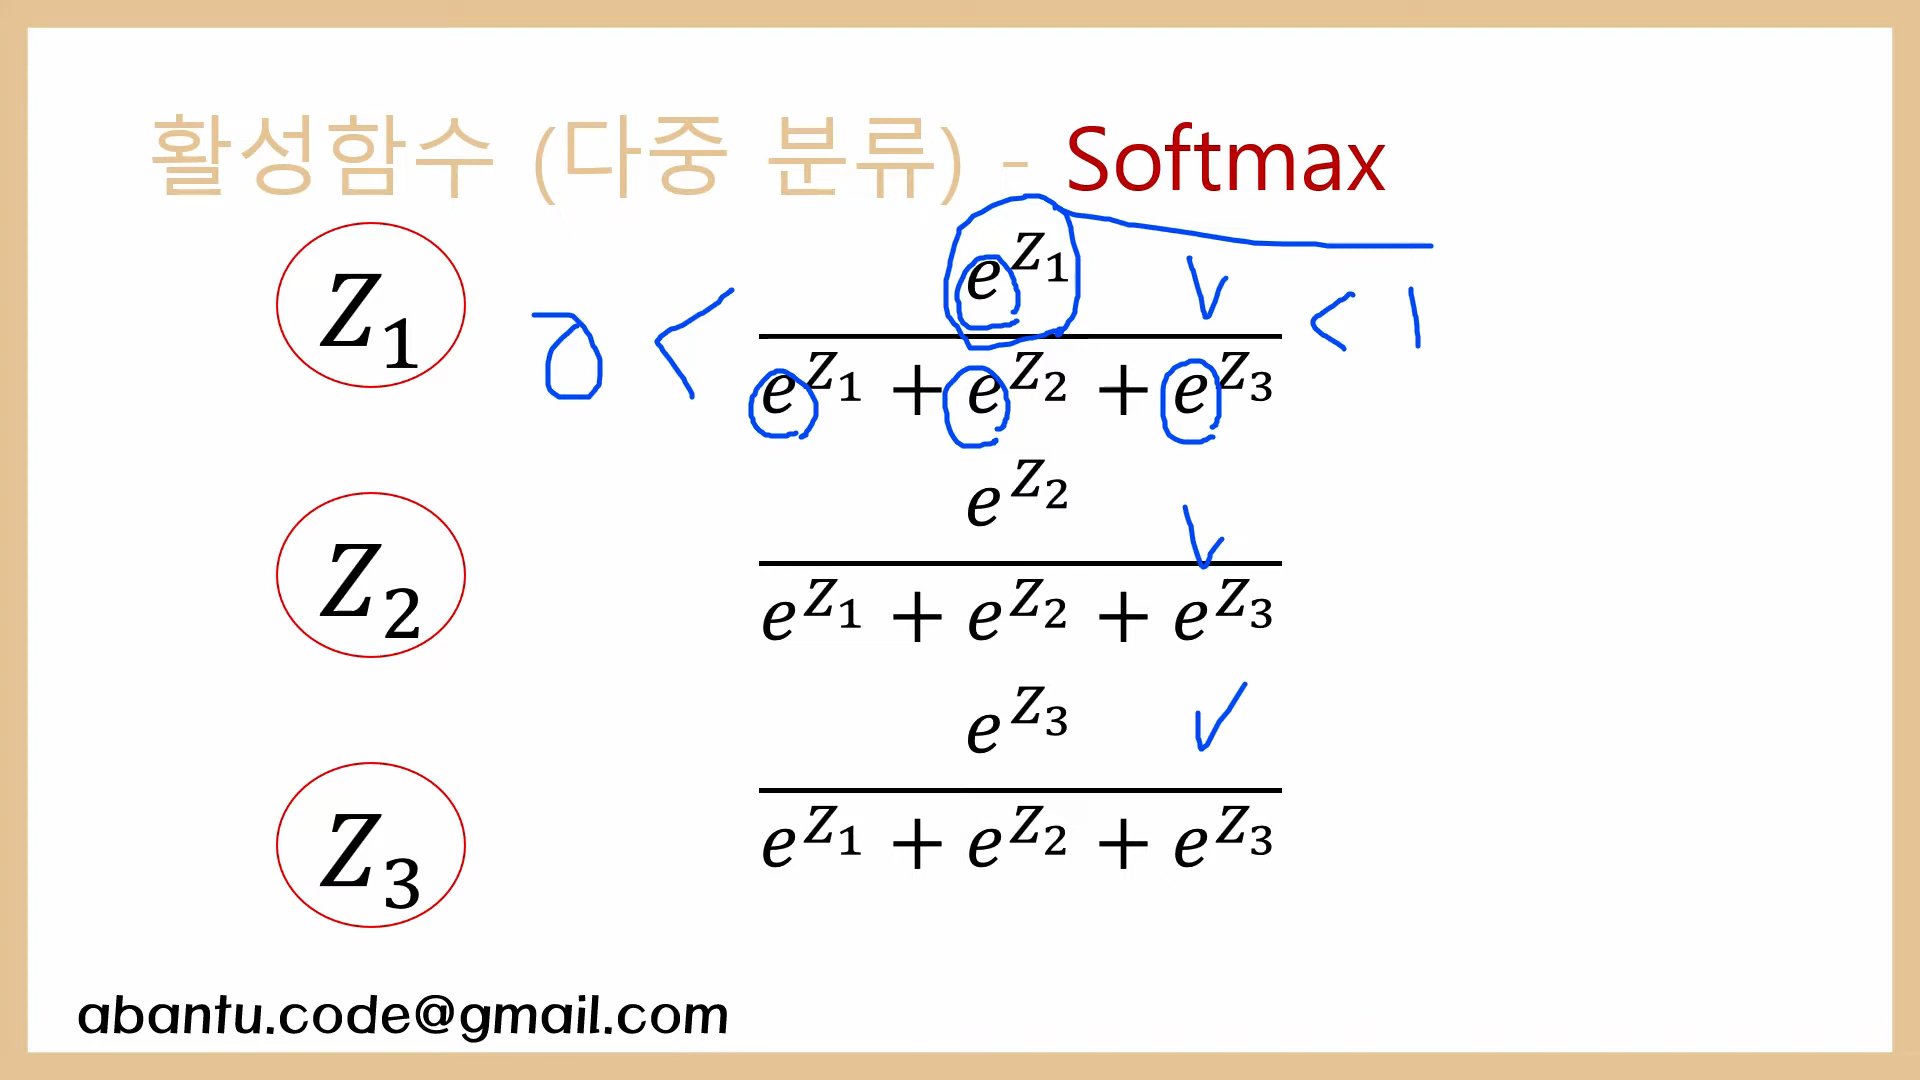 활성함수 (다중 분류) - Softmax
Z₁
0 < e^{Z₁} / (e^{Z₁} + e^{Z₂} + e^{Z₃}) < 1
Z₂
e^{Z₂} / (e^{Z₁} + e^{Z₂} + e^{Z₃})
Z₃
e^{Z₃} / (e^{Z₁} + e^{Z₂} + e^{Z₃})
abantu.code@gmail.com